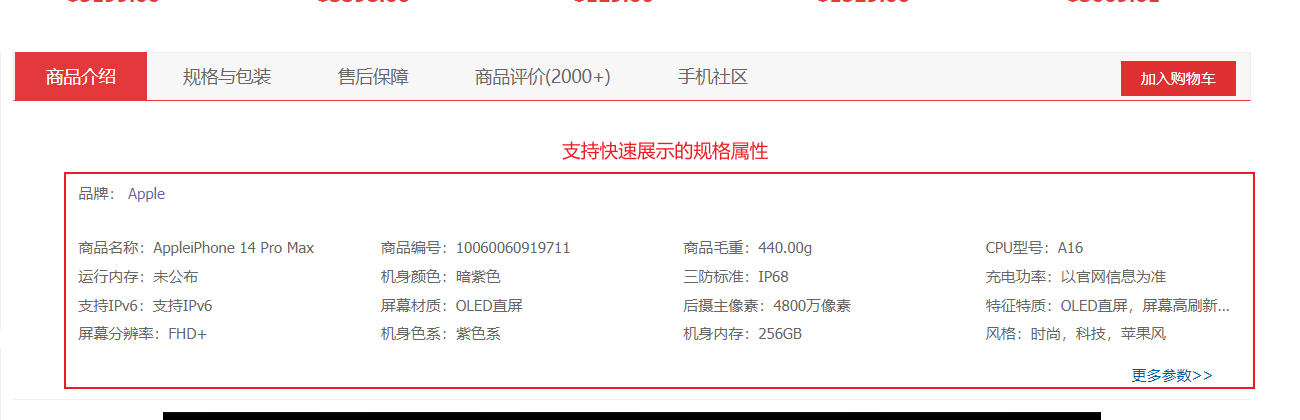 商品介绍 规格与包装 售后保障 商品评价(2000+) 手机社区 加入购物车
支持快速展示的规格属性
品牌： Apple
商品名称：AppleiPhone 14 Pro Max 商品编号：10060060919711 商品毛重：440.00g CPU型号：A16
运行内存：未公布 机身颜色：暗紫色 三防标准：IP68 充电功率：以官网信息为准
支持IPv6：支持IPv6 屏幕材质：OLED直屏 后摄主像素：4800万像素 特征特质：OLED直屏，屏幕高刷新...
屏幕分辨率：FHD+ 机身色系：紫色系 机身内存：256GB 风格：时尚，科技，苹果风
更多参数>>